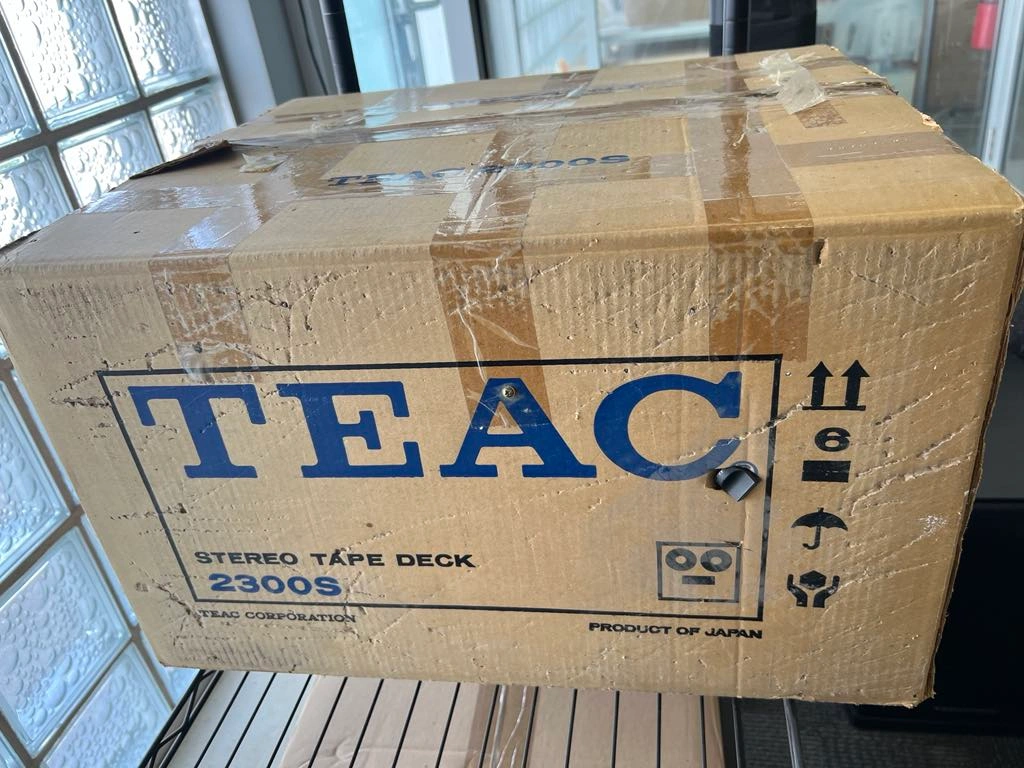 TEAC 2300S
TEAC
6
STEREO TAPE DECK
2300S
TEAC CORPORATION
PRODUCT OF JAPAN